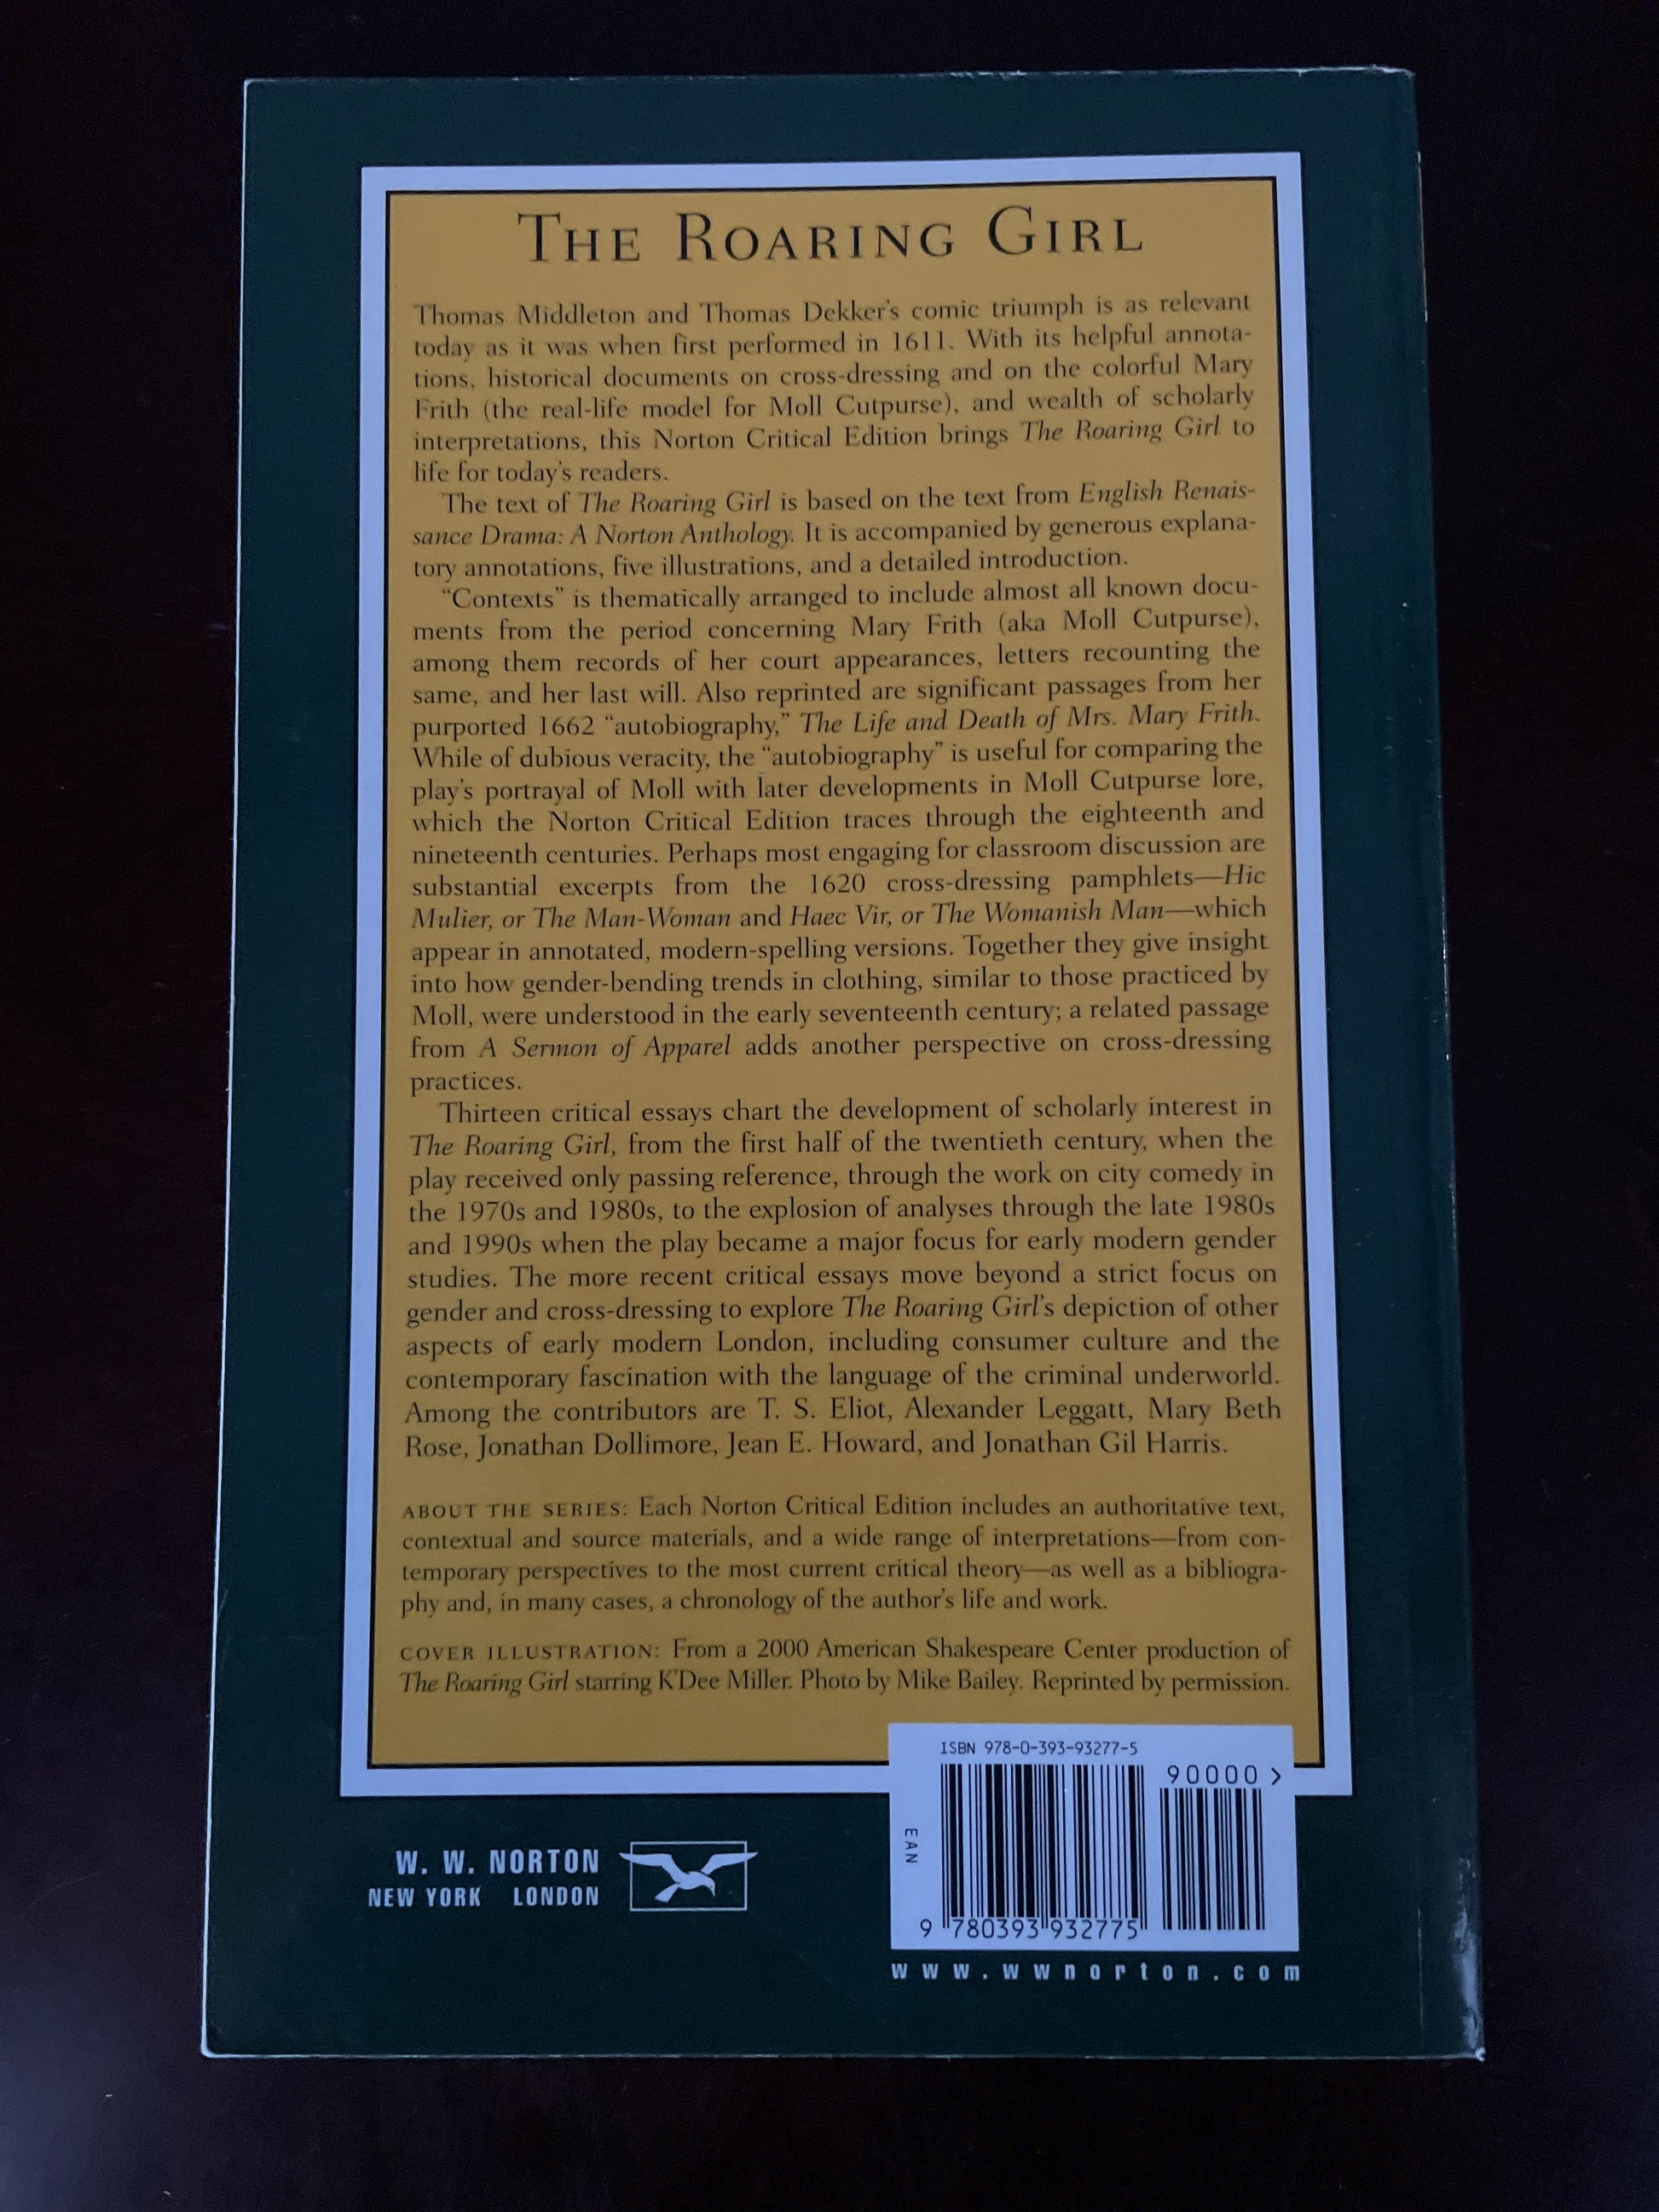 THE ROARING GIRL
Thomas Middleton and Thomas Dekker's comic triumph is as relevant
today as it was when first performed in 1611. With its helpful annota-
tions, historical documents on cross-dressing and on the colorful Mary
Frith (the real-life model for Moll Cutpurse), and wealth of scholarly
interpretations, this Norton Critical Edition brings The Roaring Girl to
life for today's readers.
The text of The Roaring Girl is based on the text from English Renais-
sance Drama: A Norton Anthology. It is accompanied by generous explana-
tory annotations, five illustrations, and a detailed introduction.
“Contexts” is thematically arranged to include almost all known docu-
ments from the period concerning Mary Frith (aka Moll Cutpurse),
among them records of her court appearances, letters recounting the
same, and her last will. Also reprinted are significant passages from her
purported 1662 “autobiography,” The Life and Death of Mrs. Mary Frith.
While of dubious veracity, the “autobiography” is useful for comparing the
play's portrayal of Moll with later developments in Moll Cutpurse lore,
which the Norton Critical Edition traces through the eighteenth and
nineteenth centuries. Perhaps most engaging for classroom discussion are
substantial excerpts from the 1620 cross-dressing pamphlets—Hic
Mulier, or The Man-Woman and Haec Vir, or The Womanish Man—which
appear in annotated, modern-spelling versions. Together they give insight
into how gender-bending trends in clothing, similar to those practiced by
Moll, were understood in the early seventeenth century; a related passage
from A Sermon of Apparel adds another perspective on cross-dressing
practices.
Thirteen critical essays chart the development of scholarly interest in
The Roaring Girl, from the first half of the twentieth century, when the
play received only passing reference, through the work on city comedy in
the 1970s and 1980s, to the explosion of analyses through the late 1980s
and 1990s when the play became a major focus for early modern gender
studies. The more recent critical essays move beyond a strict focus on
gender and cross-dressing to explore The Roaring Girl's depiction of other
aspects of early modern London, including consumer culture and the
contemporary fascination with the language of the criminal underworld.
Among the contributors are T. S. Eliot, Alexander Leggatt, Mary Beth
Rose, Jonathan Dollimore, Jean E. Howard, and Jonathan Gil Harris.
ABOUT THE SERIES: Each Norton Critical Edition includes an authoritative text,
contextual and source materials, and a wide range of interpretations—from con-
temporary perspectives to the most current critical theory—as well as a bibliogra-
phy and, in many cases, a chronology of the author's life and work.
COVER ILLUSTRATION: From a 2000 American Shakespeare Center production of
The Roaring Girl starring K'Dee Miller. Photo by Mike Bailey. Reprinted by permission.
ISBN 978-0-393-93277-5
90000>
EAN
9 780393 932775
W. W. NORTON
NEW YORK LONDON
www.wwnorton.com